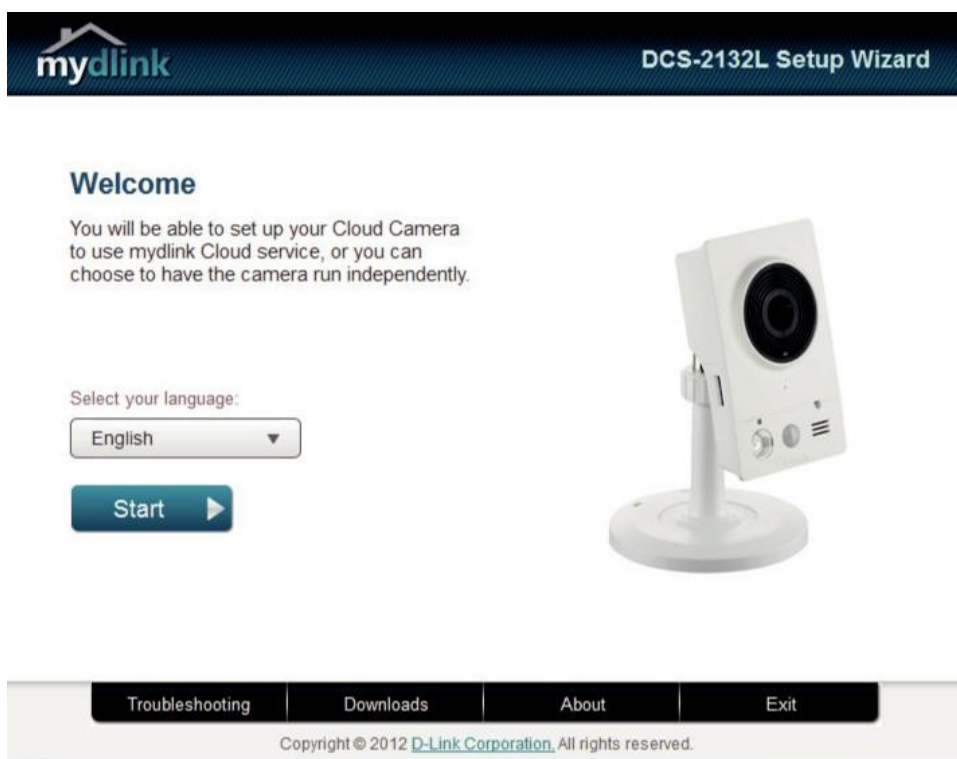 mydlink
DCS-2132L Setup Wizard
Welcome
You will be able to set up your Cloud Camera
to use mydlink Cloud service, or you can
choose to have the camera run independently.
Select your language:
English
Start
Troubleshooting Downloads About Exit
Copyright © 2012 D-Link Corporation. All rights reserved.